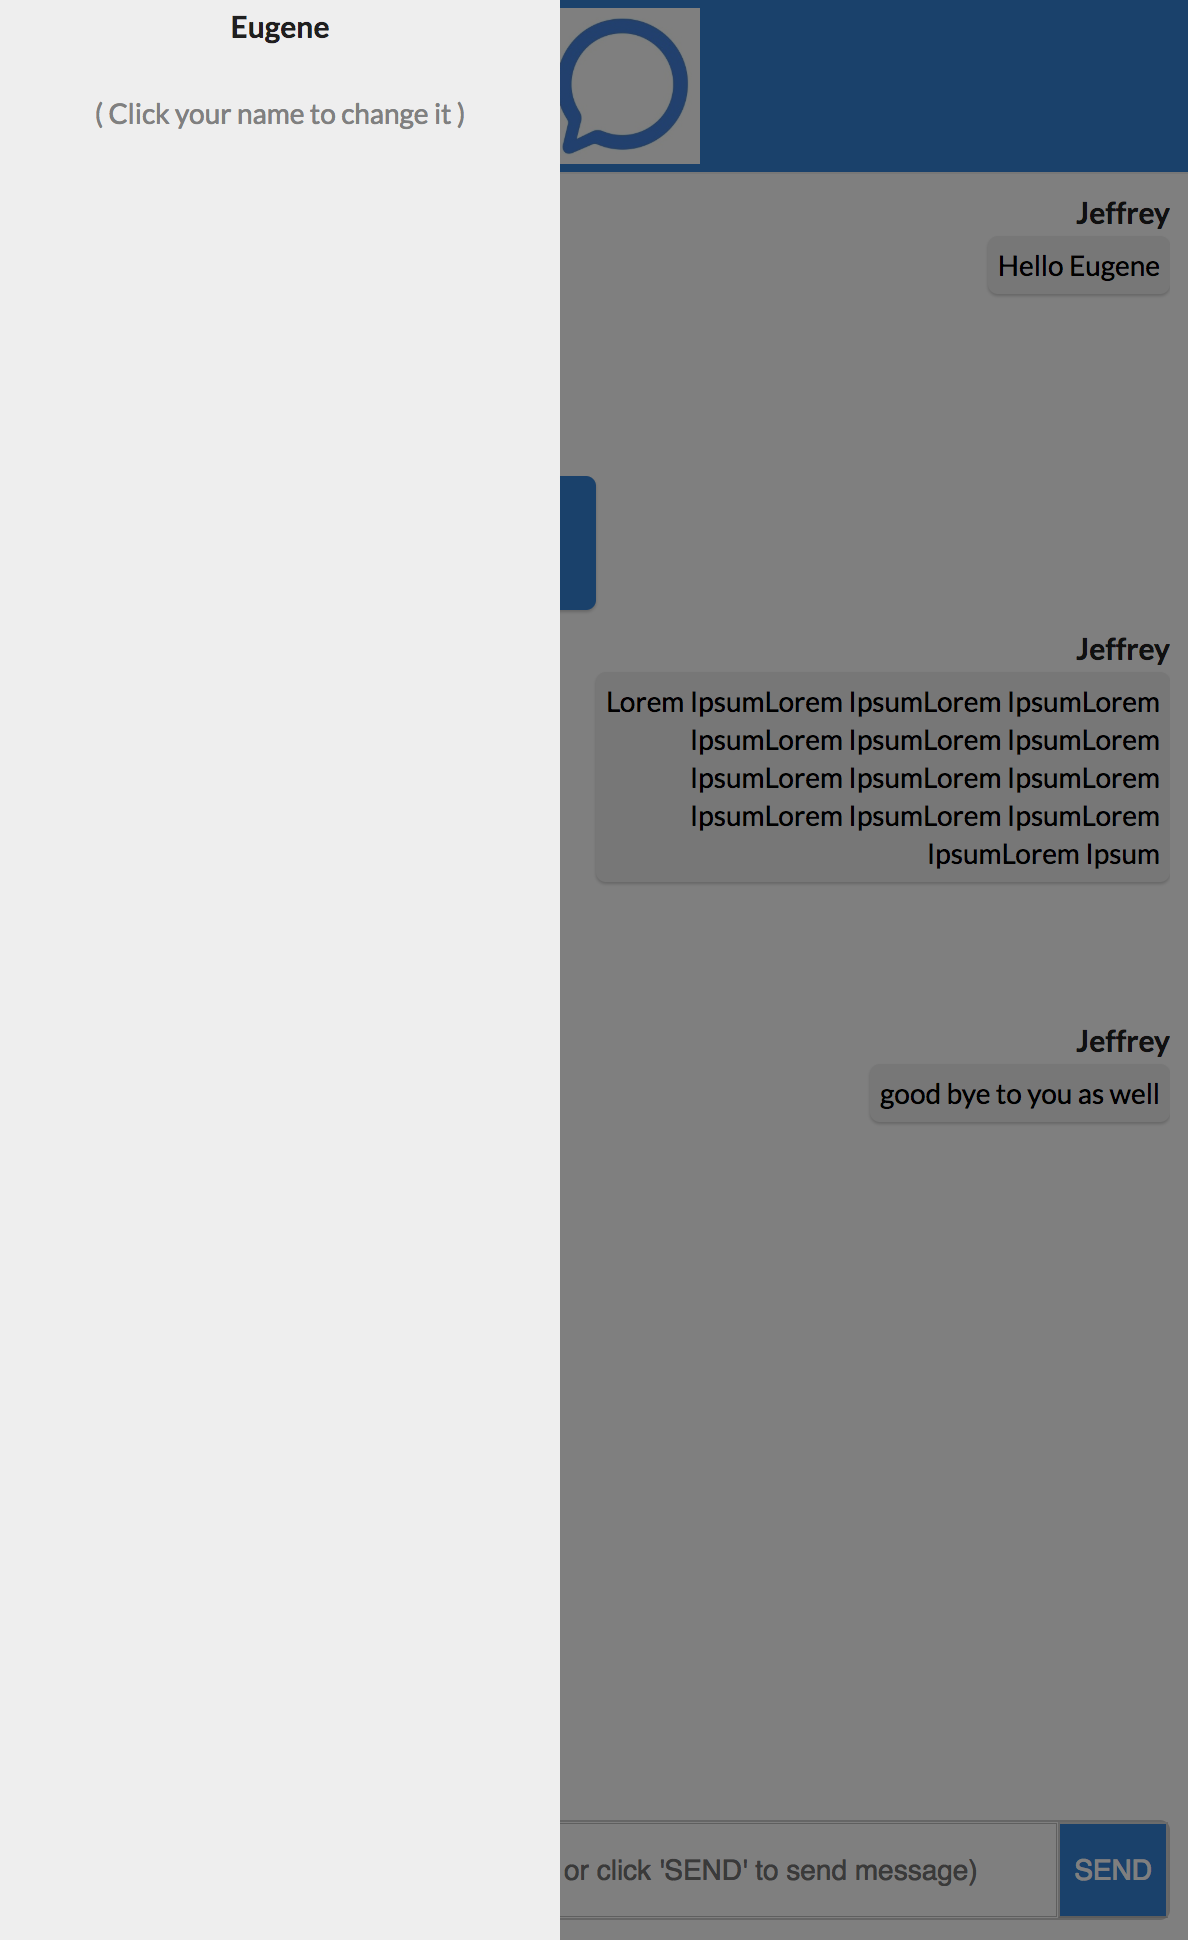 Eugene
( Click your name to change it )
Jeffrey
Hello Eugene
Jeffrey
Lorem IpsumLorem IpsumLorem IpsumLorem
IpsumLorem IpsumLorem IpsumLorem
IpsumLorem IpsumLorem IpsumLorem
IpsumLorem IpsumLorem IpsumLorem
IpsumLorem Ipsum
Jeffrey
good bye to you as well
or click 'SEND' to send message)
SEND